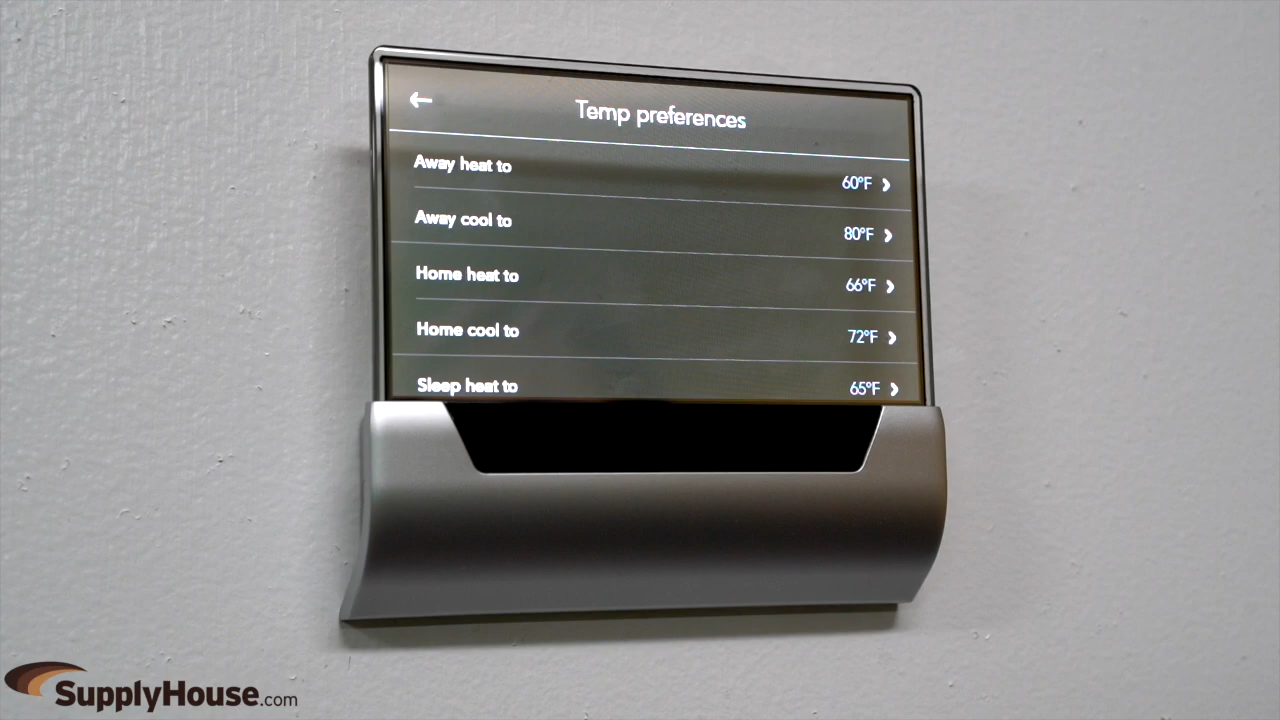 ←
Temp preferences
Away heat to 60°F
Away cool to 80°F
Home heat to 66°F
Home cool to 72°F
Sleep heat to 65°F
SupplyHouse.com